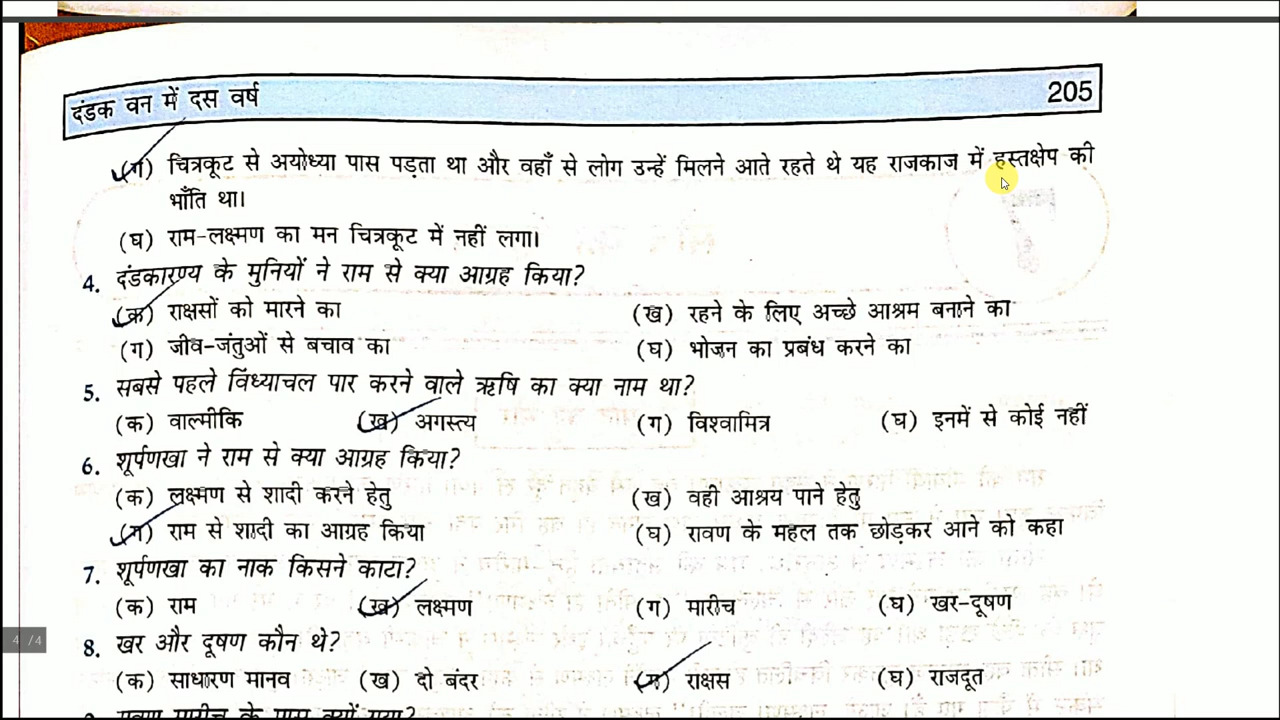 दंडक वन में दस वर्ष 205
(ग) चित्रकूट से अयोध्या पास पड़ता था और वहाँ से लोग उन्हें मिलने आते रहते थे यह राजकाज में हस्तक्षेप की
भाँति था।
(घ) राम-लक्ष्मण का मन चित्रकूट में नहीं लगा।
4. दंडकारण्य के मुनियों ने राम से क्या आग्रह किया?
(क) राक्षसों को मारने का (ख) रहने के लिए अच्छे आश्रम बनाने का
(ग) जीव-जंतुओं से बचाव का (घ) भोजन का प्रबंध करने का
5. सबसे पहले विंध्याचल पार करने वाले ऋषि का क्या नाम था?
(क) वाल्मीकि (ख) अगस्त्य (ग) विश्वामित्र (घ) इनमें से कोई नहीं
6. शूर्पणखा ने राम से क्या आग्रह किया?
(क) लक्ष्मण से शादी करने हेतु (ख) वही आश्रय पाने हेतु
(ग) राम से शादी का आग्रह किया (घ) रावण के महल तक छोड़कर आने को कहा
7. शूर्पणखा का नाक किसने काटा?
(क) राम (ख) लक्ष्मण (ग) मारीच (घ) खर-दूषण
4 / 4
8. खर और दूषण कौन थे?
(क) साधारण मानव (ख) दो बंदर (ग) राक्षस (घ) राजदूत